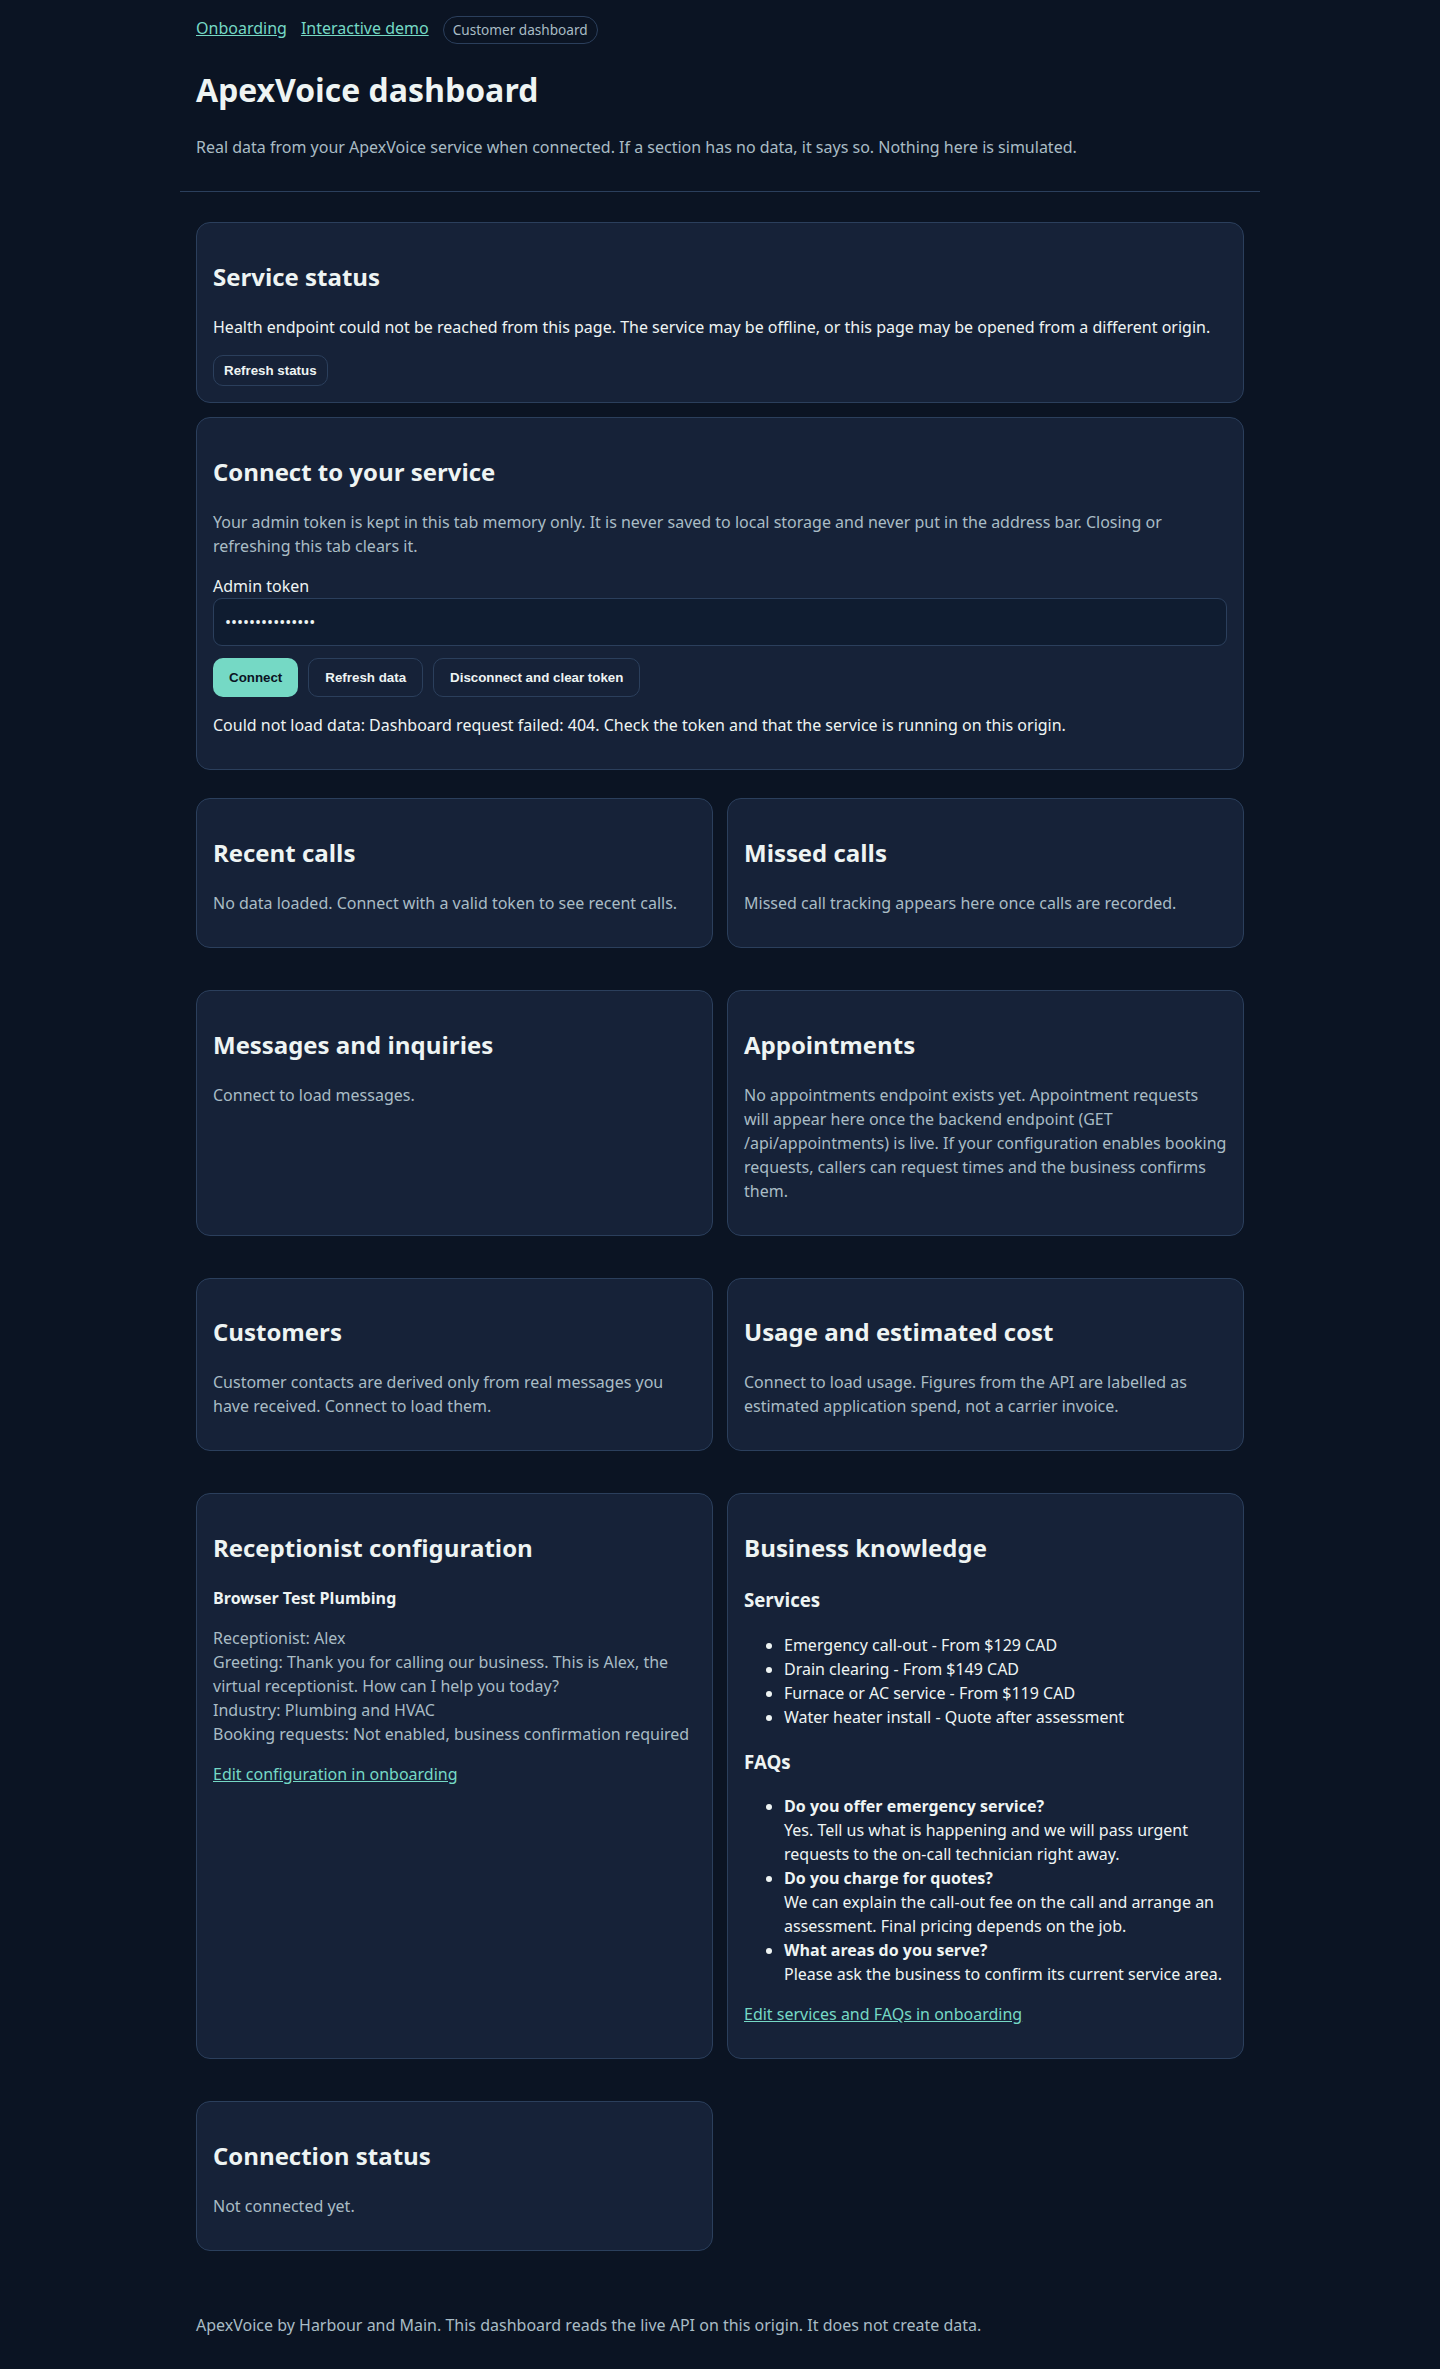 Onboarding Interactive demo Customer dashboard
ApexVoice dashboard
Real data from your ApexVoice service when connected. If a section has no data, it says so. Nothing here is simulated.
Service status
Health endpoint could not be reached from this page. The service may be offline, or this page may be opened from a different origin.
Refresh status
Connect to your service
Your admin token is kept in this tab memory only. It is never saved to local storage and never put in the address bar. Closing or
refreshing this tab clears it.
Admin token
•••••••••••••••
Connect Refresh data Disconnect and clear token
Could not load data: Dashboard request failed: 404. Check the token and that the service is running on this origin.
Recent calls
No data loaded. Connect with a valid token to see recent calls.
Missed calls
Missed call tracking appears here once calls are recorded.
Messages and inquiries
Connect to load messages.
Appointments
No appointments endpoint exists yet. Appointment requests
will appear here once the backend endpoint (GET
/api/appointments) is live. If your configuration enables booking
requests, callers can request times and the business confirms
them.
Customers
Customer contacts are derived only from real messages you
have received. Connect to load them.
Usage and estimated cost
Connect to load usage. Figures from the API are labelled as
estimated application spend, not a carrier invoice.
Receptionist configuration
Browser Test Plumbing
Receptionist: Alex
Greeting: Thank you for calling our business. This is Alex, the
virtual receptionist. How can I help you today?
Industry: Plumbing and HVAC
Booking requests: Not enabled, business confirmation required
Edit configuration in onboarding
Business knowledge
Services
• Emergency call-out - From $129 CAD
• Drain clearing - From $149 CAD
• Furnace or AC service - From $119 CAD
• Water heater install - Quote after assessment
FAQs
• Do you offer emergency service?
Yes. Tell us what is happening and we will pass urgent
requests to the on-call technician right away.
• Do you charge for quotes?
We can explain the call-out fee on the call and arrange an
assessment. Final pricing depends on the job.
• What areas do you serve?
Please ask the business to confirm its current service area.
Edit services and FAQs in onboarding
Connection status
Not connected yet.
ApexVoice by Harbour and Main. This dashboard reads the live API on this origin. It does not create data.